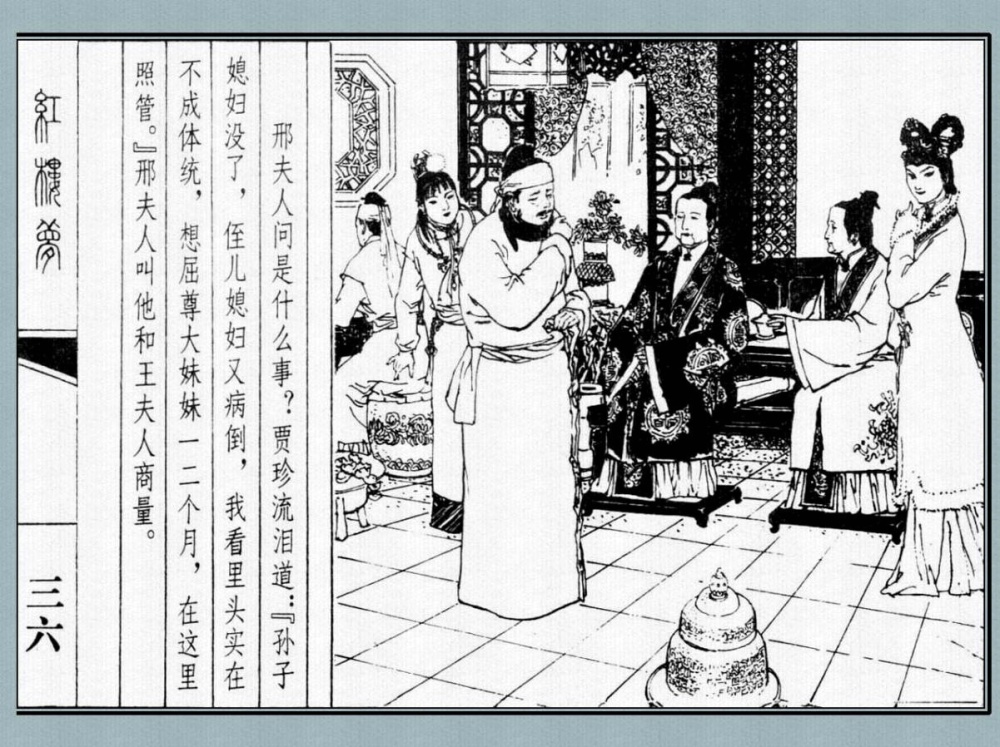 邢夫人问是什么事?贾珍流泪道:『孙子
媳妇没了,侄儿媳妇又病倒,我看里头实在
不成体统,想屈尊大妹妹一二个月,在这里
照管。』邢夫人叫他和王夫人商量。
紅樓夢
三六